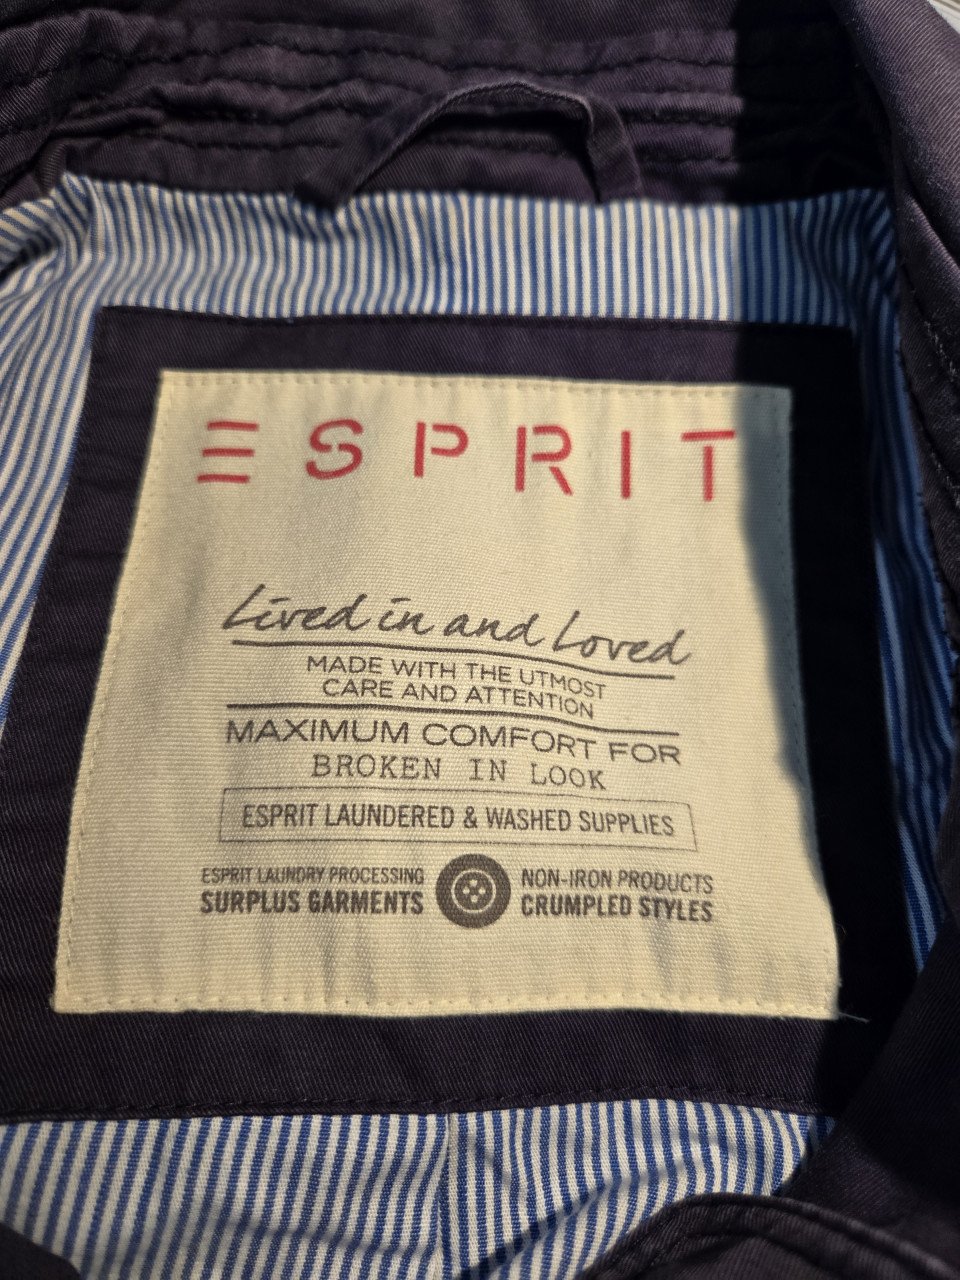 ESPRIT
Lived in and Loved
MADE WITH THE UTMOST
CARE AND ATTENTION
MAXIMUM COMFORT FOR
BROKEN IN LOOK
ESPRIT LAUNDERED & WASHED SUPPLIES
ESPRIT LAUNDRY PROCESSING
SURPLUS GARMENTS
NON-IRON PRODUCTS
CRUMPLED STYLES